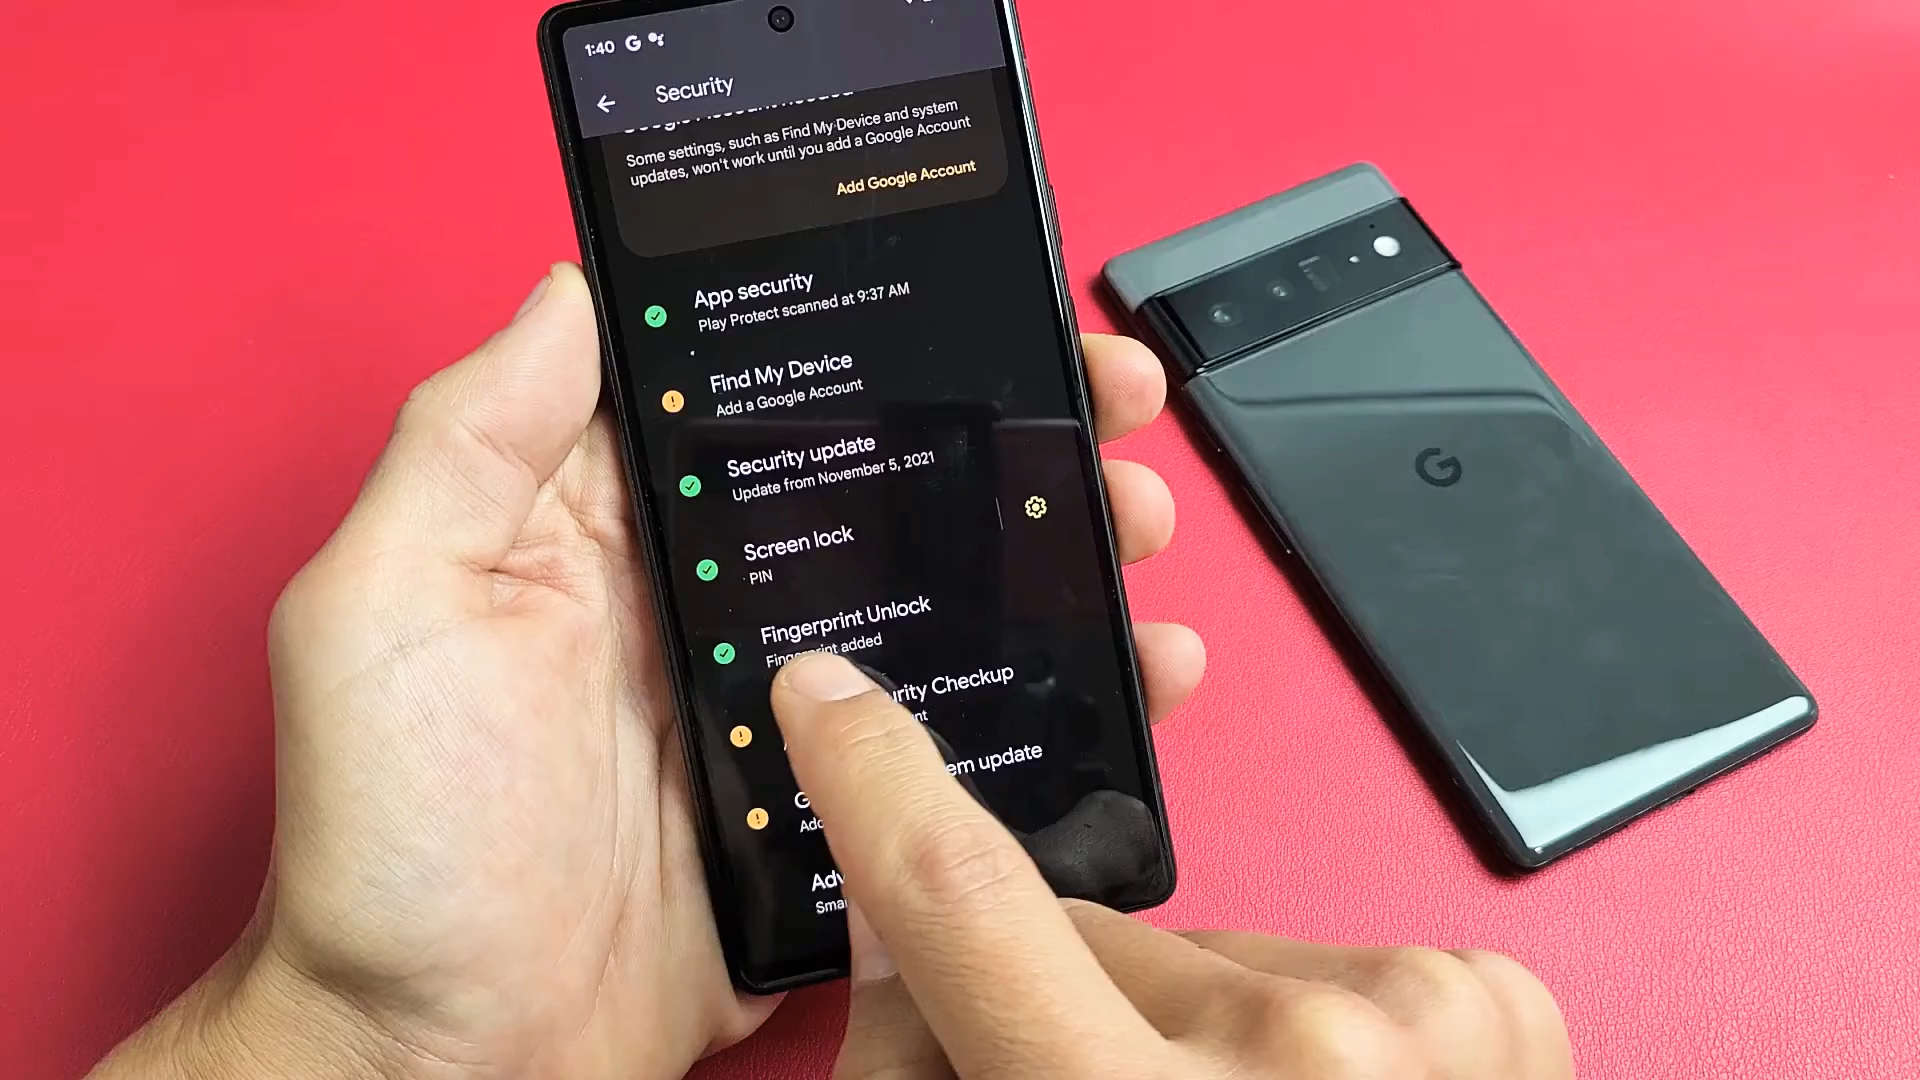 1:40 G
Security
Some settings, such as Find My Device and system
updates, won't work until you add a Google Account
Add Google Account
App security
Play Protect scanned at 9:37 AM
Find My Device
Add a Google Account
Security update
Update from November 5, 2021
Screen lock
PIN
Fingerprint Unlock
Fingerprint added
Checkup
update
G